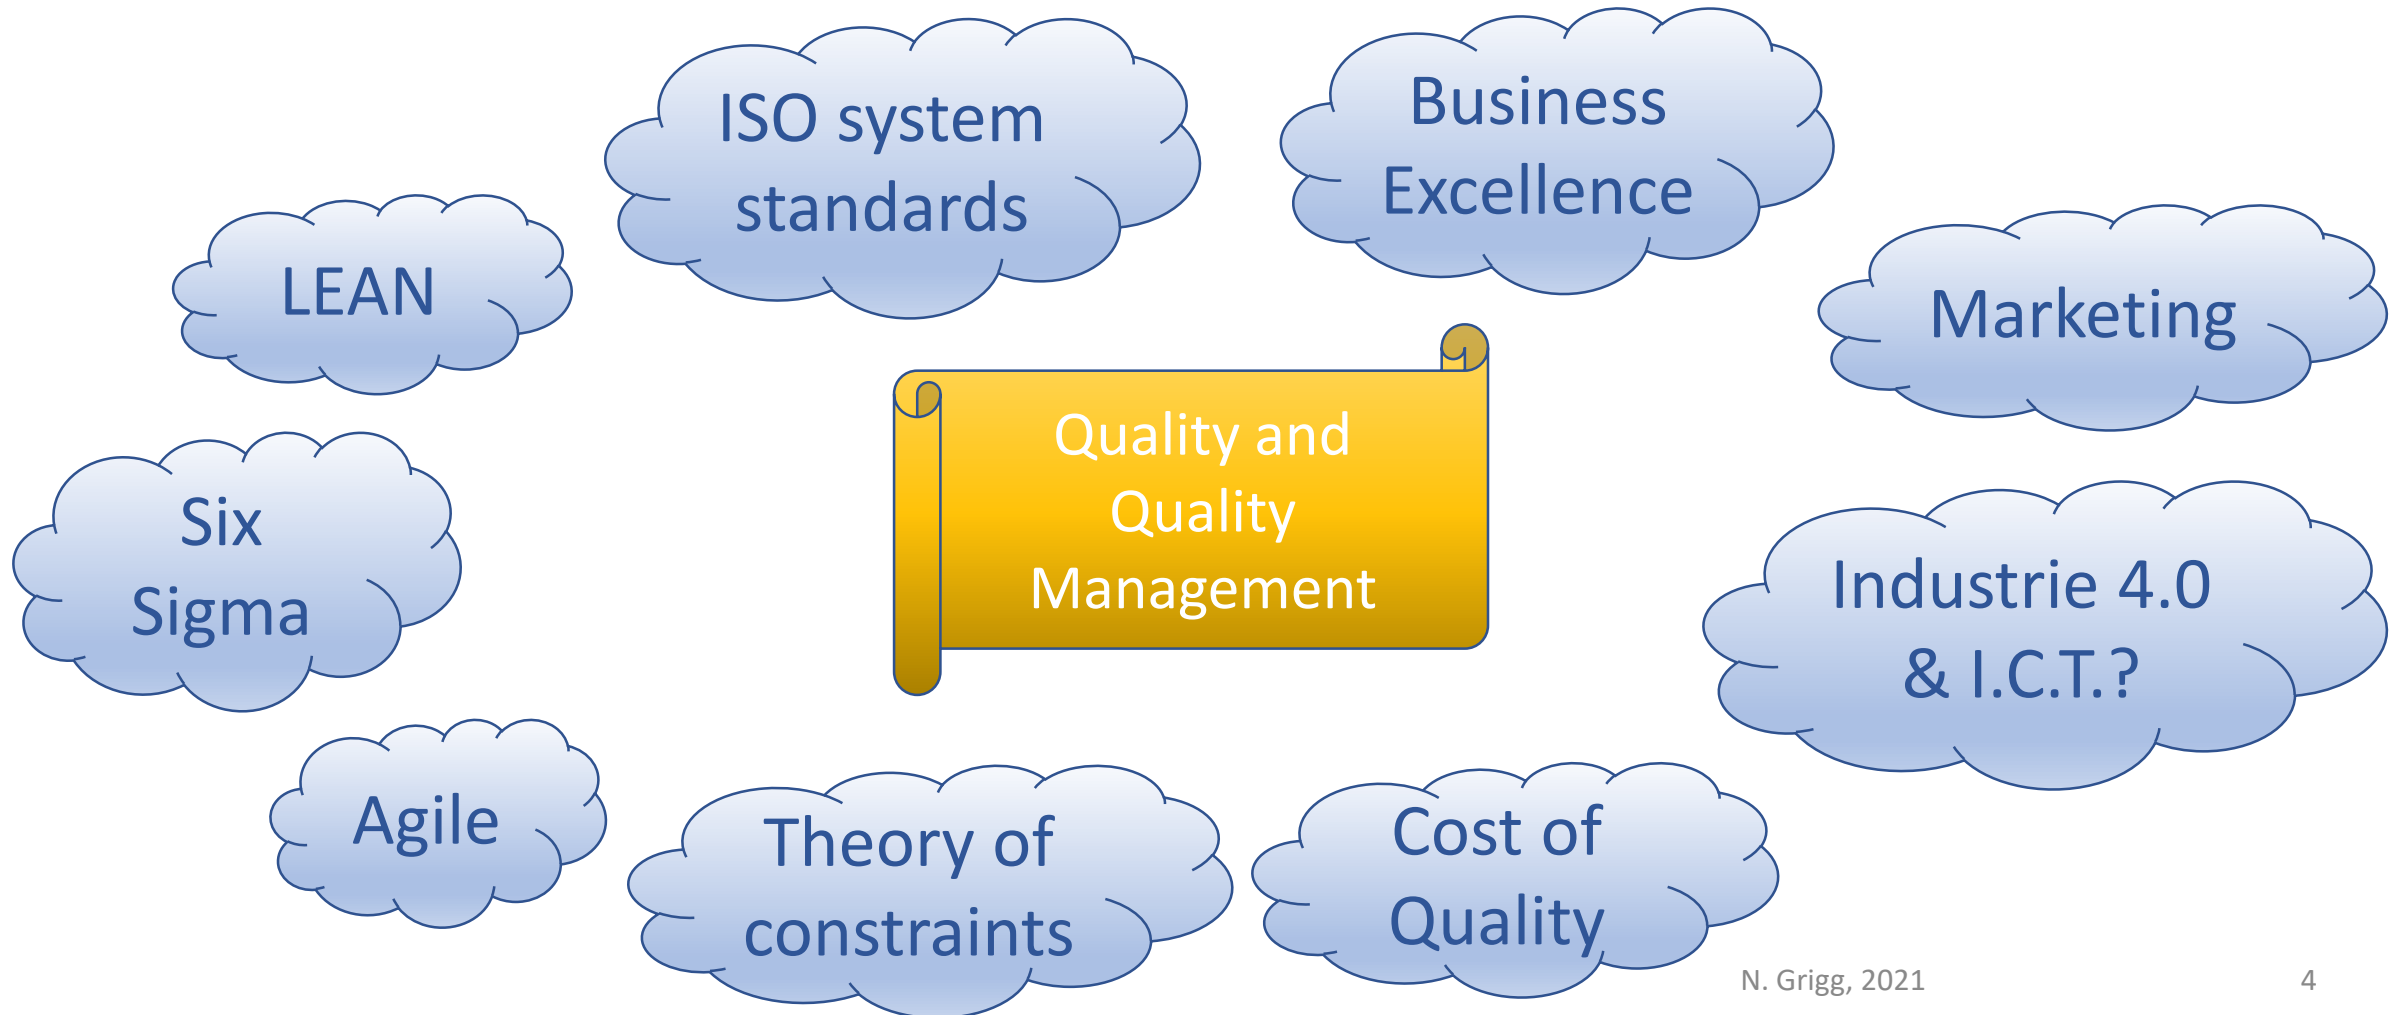 ISO system
standards
Business
Excellence
LEAN
Marketing
Quality and
Quality
Management
Six
Sigma
Industrie 4.0
& I.C.T.?
Agile
Theory of
constraints
Cost of
Quality
N. Grigg, 2021
4